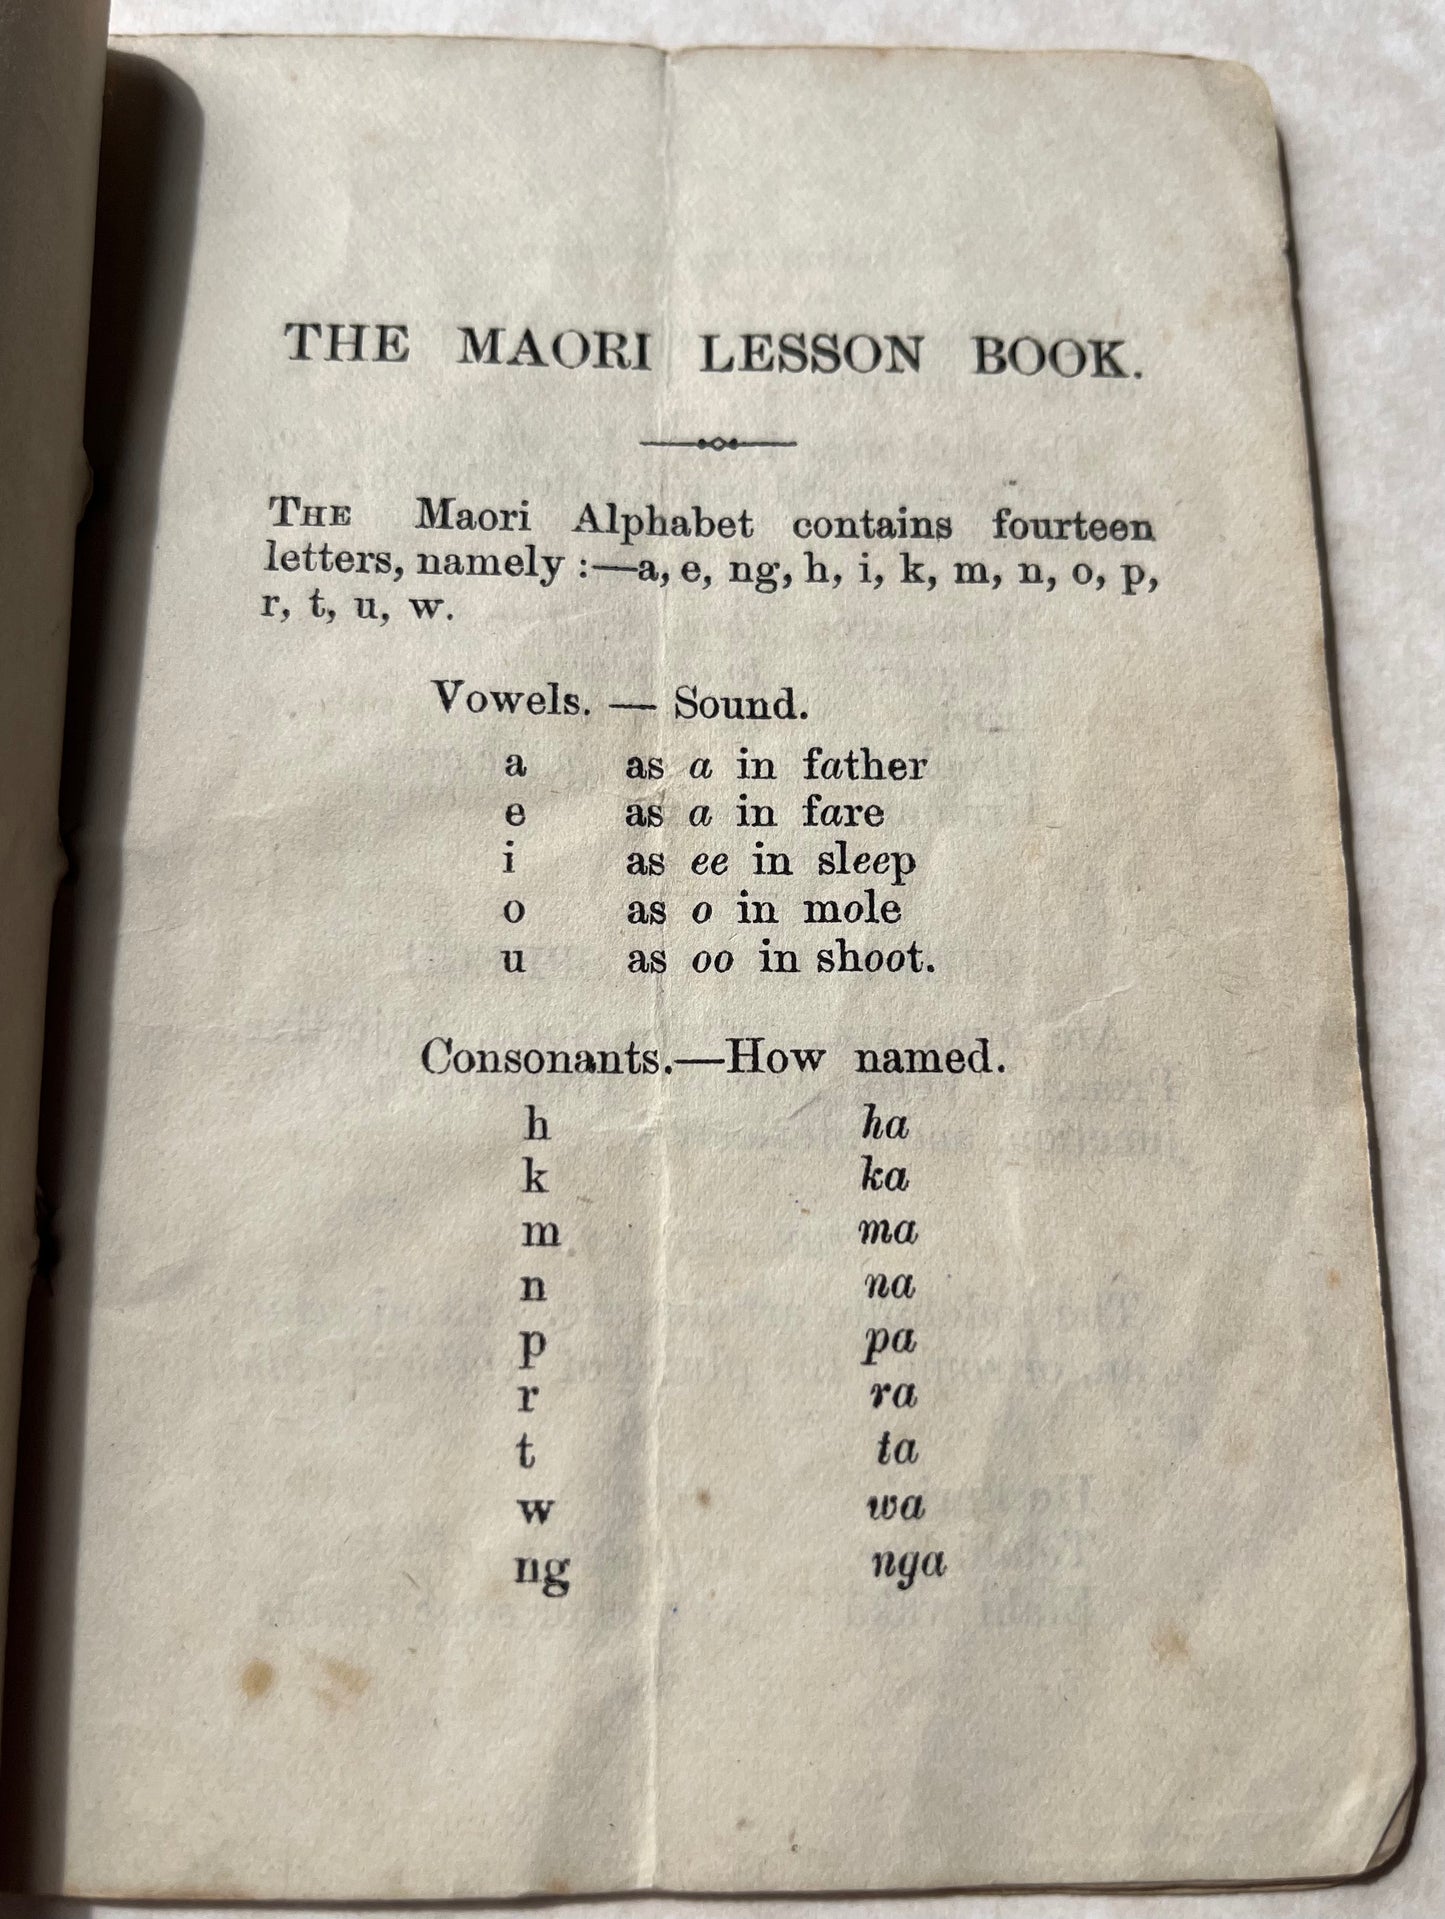 THE MAORI LESSON BOOK.
THE Maori Alphabet contains fourteen
letters, namely :—a, e, ng, h, i, k, m, n, o, p,
r, t, u, w.
Vowels. — Sound.
a as a in father
e as a in fare
i as ee in sleep
o as o in mole
u as oo in shoot.
Consonants.—How named.
h ha
k ka
m ma
n na
p pa
r ra
t ta
w wa
ng nga